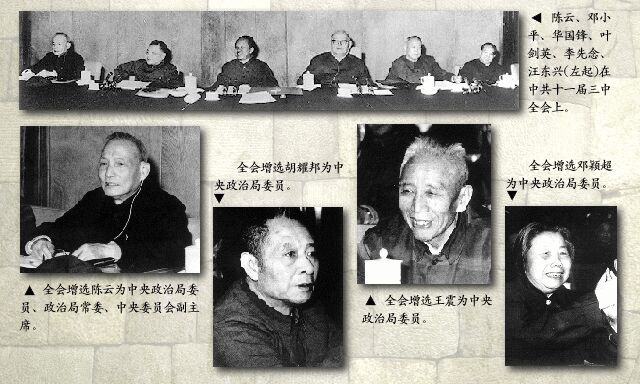 ◀ 陈云、邓小
平、华国锋、叶
剑英、李先念、
汪东兴(左起)在
中共十一届三中
全会上。
全会增选胡耀邦为中
央政治局委员。
▼
全会增选邓颖超
为中央政治局委员。
▼
▲ 全会增选陈云为中央政治局委
员、政治局常委、中央委员会副主
席。
▲ 全会增选王震为中央
政治局委员。